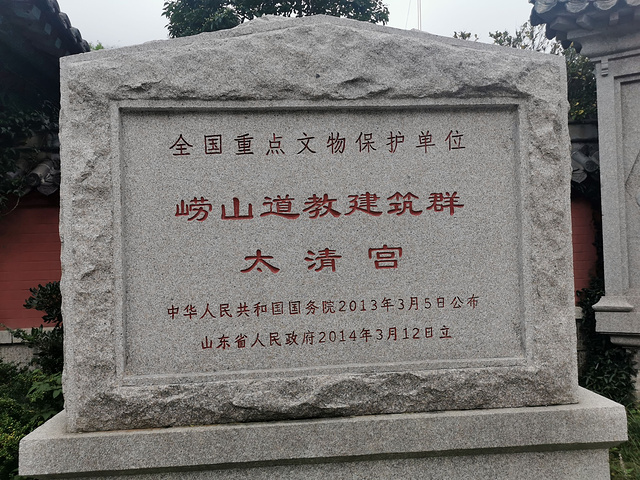 全国重点文物保护单位
崂山道教建筑群
太清宫
中华人民共和国国务院2013年3月5日公布
山东省人民政府2014年3月12日立